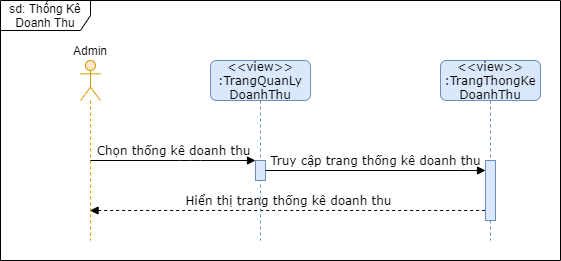 sd: Thống Kê
Doanh Thu
Admin
<<view>>
:TrangQuanLy
DoanhThu
<<view>>
:TrangThongKe
DoanhThu
Chọn thống kê doanh thu
Truy cập trang thống kê doanh thu
Hiển thị trang thống kê doanh thu